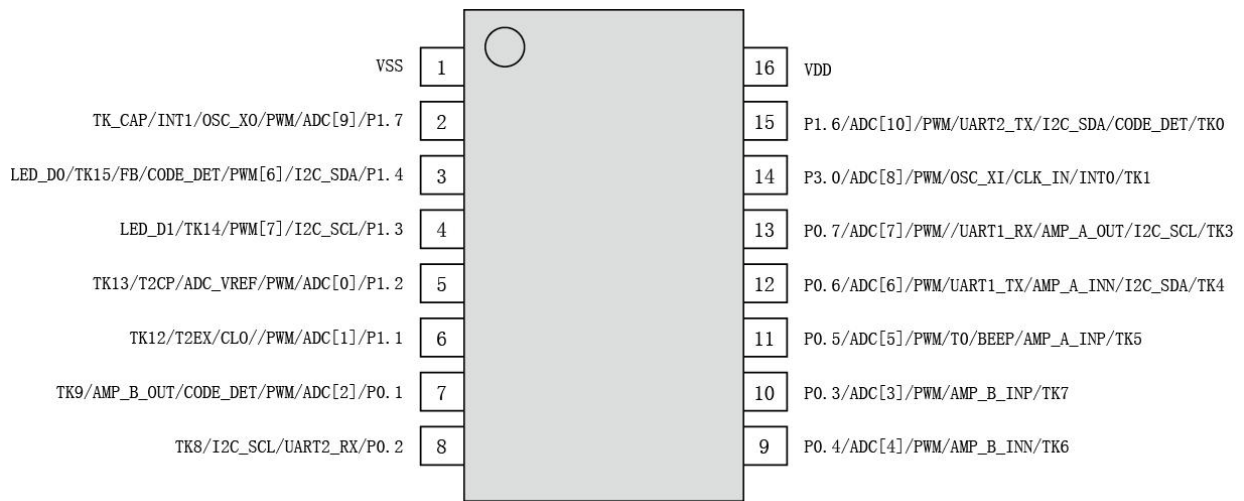 VSS 1 16 VDD
TK_CAP/INT1/OSC_XO/PWM/ADC[9]/P1.7 2 15 P1.6/ADC[10]/PWM/UART2_TX/I2C_SDA/CODE_DET/TK0
LED_D0/TK15/FB/CODE_DET/PWM[6]/I2C_SDA/P1.4 3 14 P3.0/ADC[8]/PWM/OSC_XI/CLK_IN/INT0/TK1
LED_D1/TK14/PWM[7]/I2C_SCL/P1.3 4 13 P0.7/ADC[7]/PWM//UART1_RX/AMP_A_OUT/I2C_SCL/TK3
TK13/T2CP/ADC_VREF/PWM/ADC[0]/P1.2 5 12 P0.6/ADC[6]/PWM/UART1_TX/AMP_A_INN/I2C_SDA/TK4
TK12/T2EX/CLO//PWM/ADC[1]/P1.1 6 11 P0.5/ADC[5]/PWM/T0/BEEP/AMP_A_INP/TK5
TK9/AMP_B_OUT/CODE_DET/PWM/ADC[2]/P0.1 7 10 P0.3/ADC[3]/PWM/AMP_B_INP/TK7
TK8/I2C_SCL/UART2_RX/P0.2 8 9 P0.4/ADC[4]/PWM/AMP_B_INN/TK6